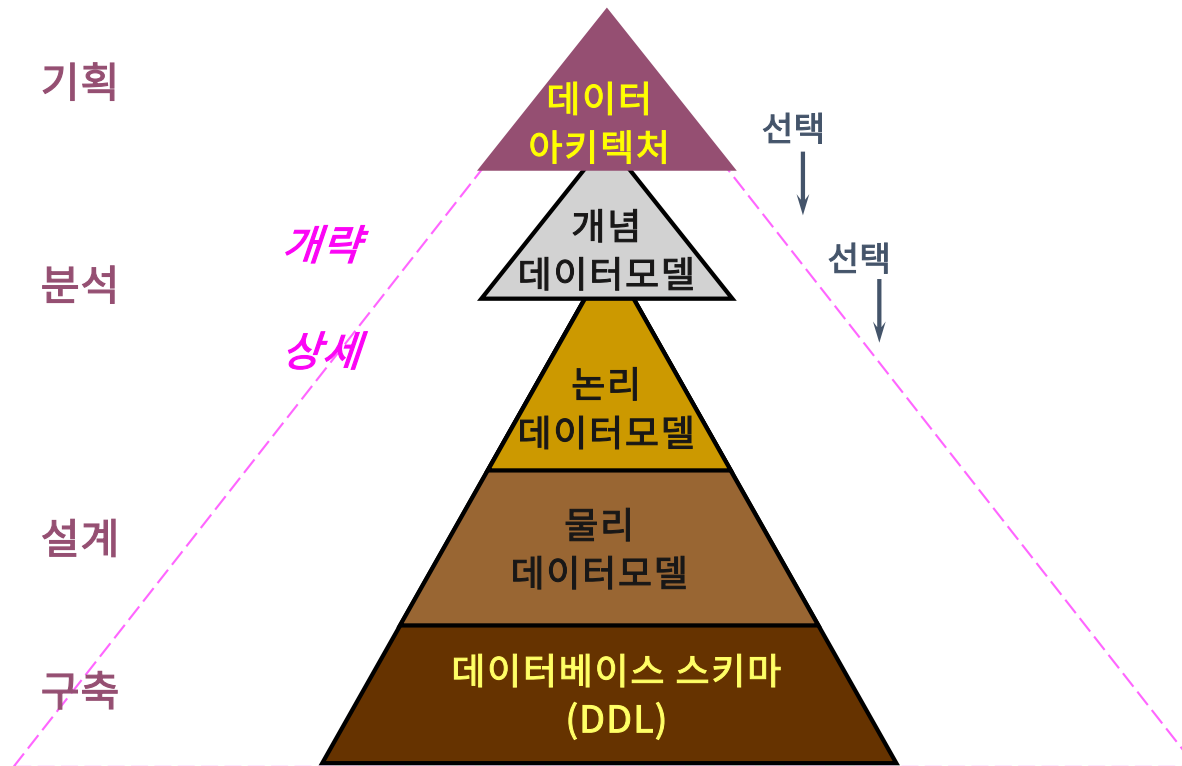 기획
데이터
아키텍처
선택
개략
분석
개념
데이터모델
선택
상세
논리
데이터모델
설계
물리
데이터모델
구축
데이터베이스 스키마
(DDL)